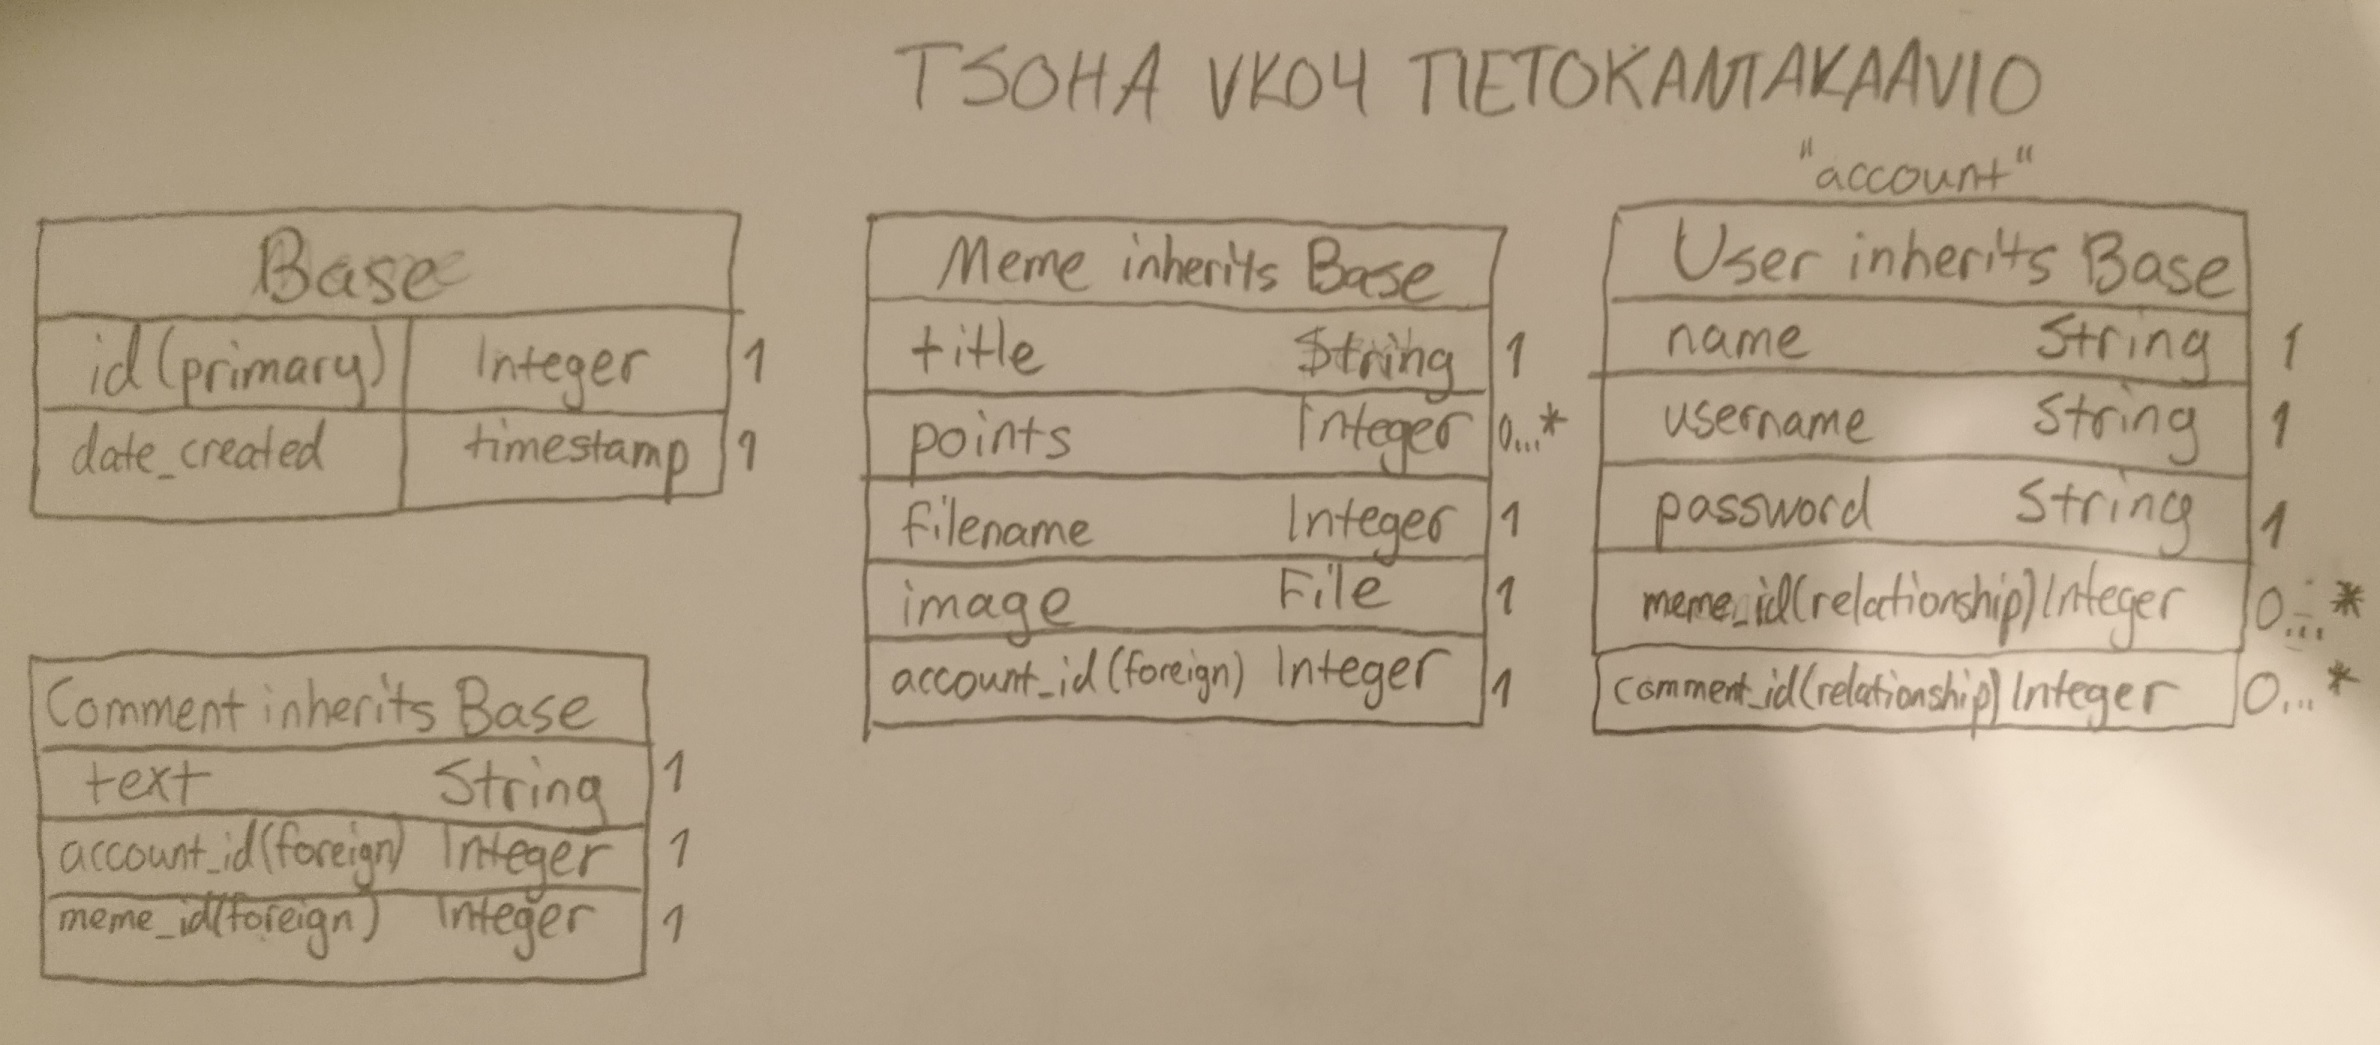 TSOHA VKO4 TIETOKANTAKAAVIO
Base
id (primary) Integer 1
date_created timestamp 1
Meme inherits Base
title String 1
points Integer 0...*
filename Integer 1
image File 1
account_id (foreign) Integer 1
"account"
User inherits Base
name String 1
username String 1
password String 1
meme_id(relationship) Integer 0...*
comment_id(relationship) Integer 0...*
Comment inherits Base
text String 1
account_id(foreign) Integer 1
meme_id(foreign) Integer 1